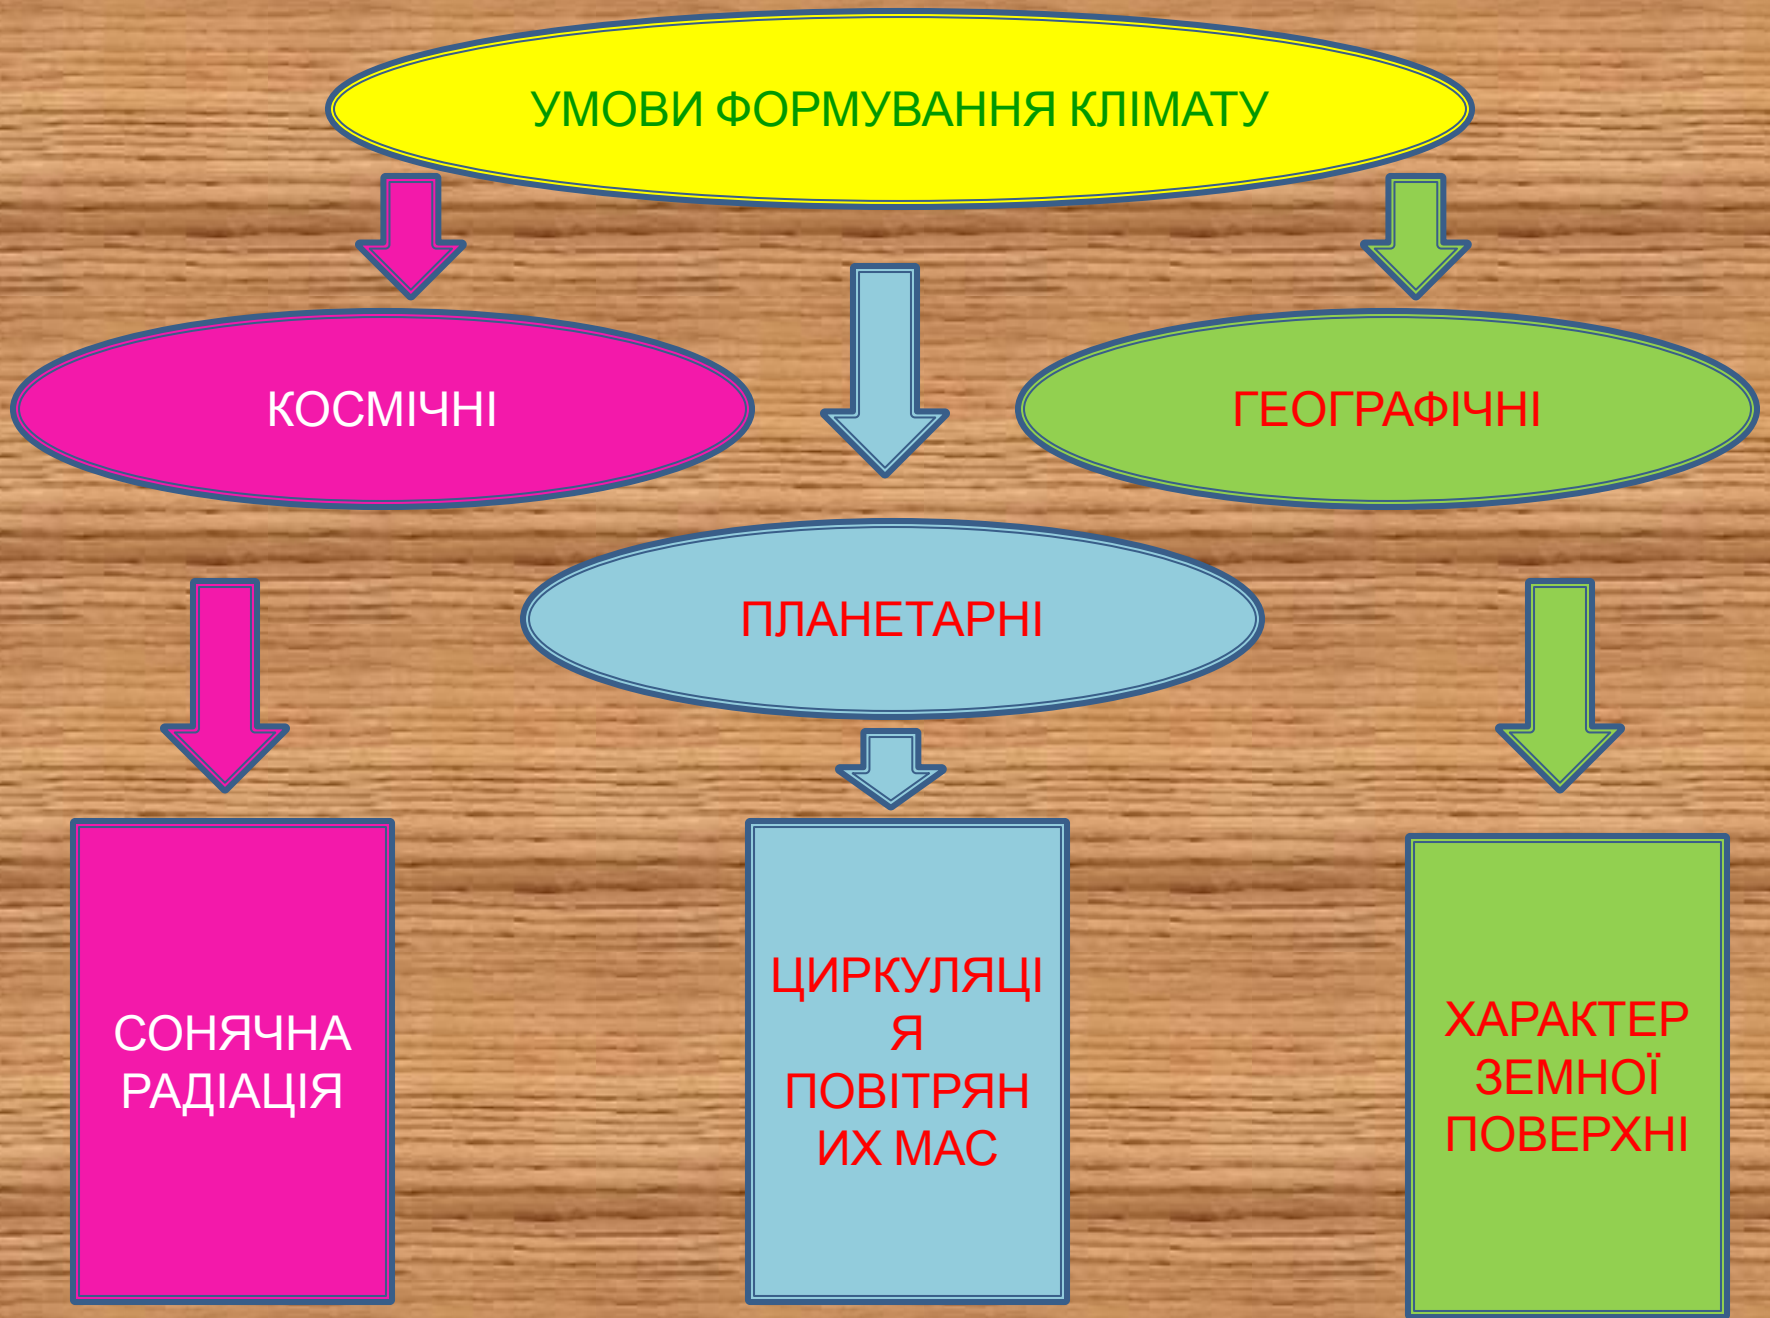 УМОВИ ФОРМУВАННЯ КЛІМАТУ
КОСМІЧНІ
ГЕОГРАФІЧНІ
ПЛАНЕТАРНІ
СОНЯЧНА
РАДІАЦІЯ
ЦИРКУЛЯЦІ
Я
ПОВІТРЯН
ИХ МАС
ХАРАКТЕР
ЗЕМНОЇ
ПОВЕРХНІ